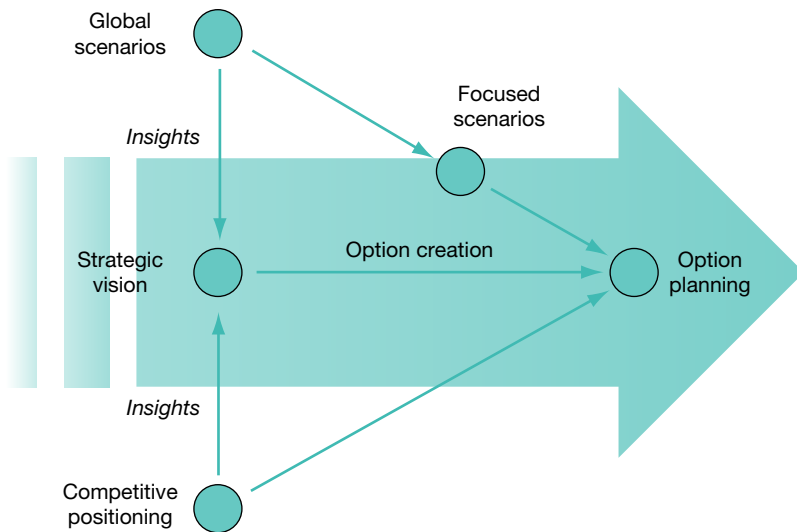 Global
scenarios
Focused
scenarios
Insights
Strategic
vision
Option creation
Option
planning
Insights
Competitive
positioning